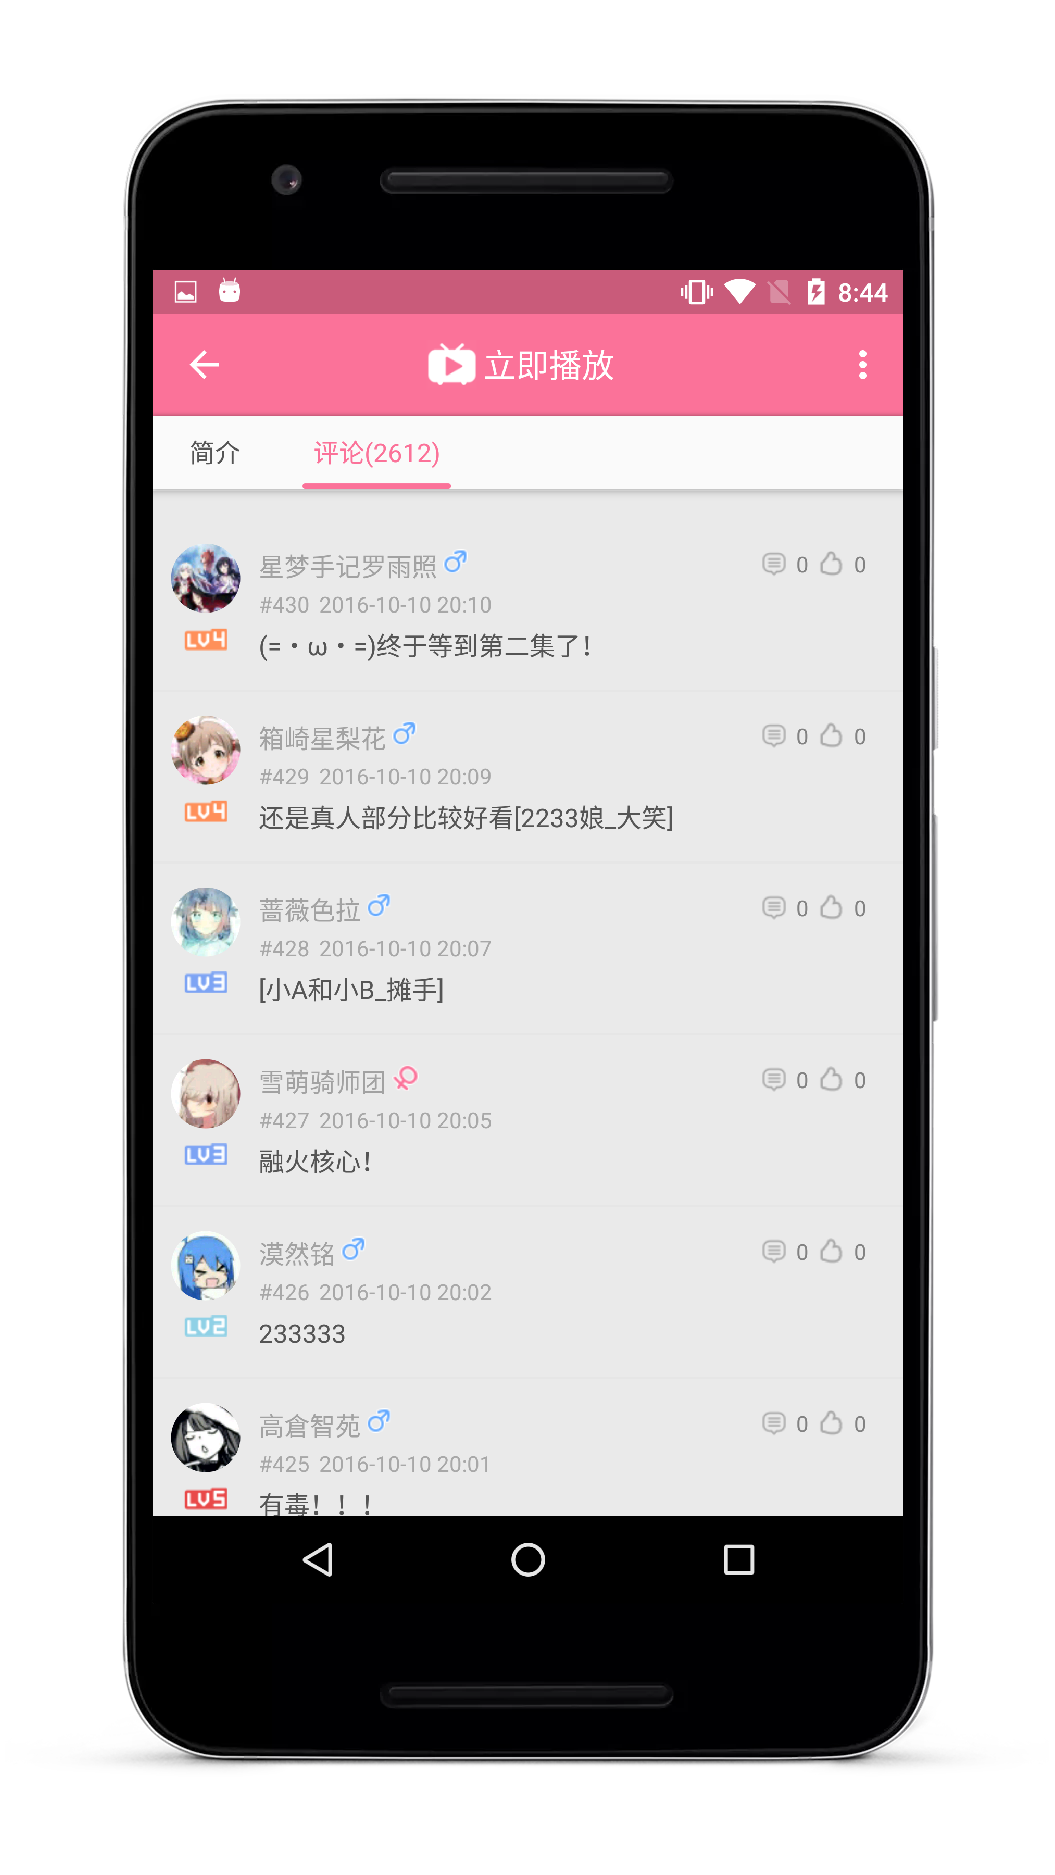 8:44
立即播放
简介 评论(2612)
星梦手记罗雨照 0 0
#430 2016-10-10 20:10
LV4 (=・ω・=)终于等到第二集了！
箱崎星梨花 0 0
#429 2016-10-10 20:09
LV4 还是真人部分比较好看[2233娘_大笑]
蔷薇色拉 0 0
#428 2016-10-10 20:07
LV3 [小A和小B_摊手]
雪萌骑师团 0 0
#427 2016-10-10 20:05
LV3 融火核心！
漠然铭 0 0
#426 2016-10-10 20:02
LV2 233333
高倉智苑 0 0
#425 2016-10-10 20:01
LV5 有毒！！！